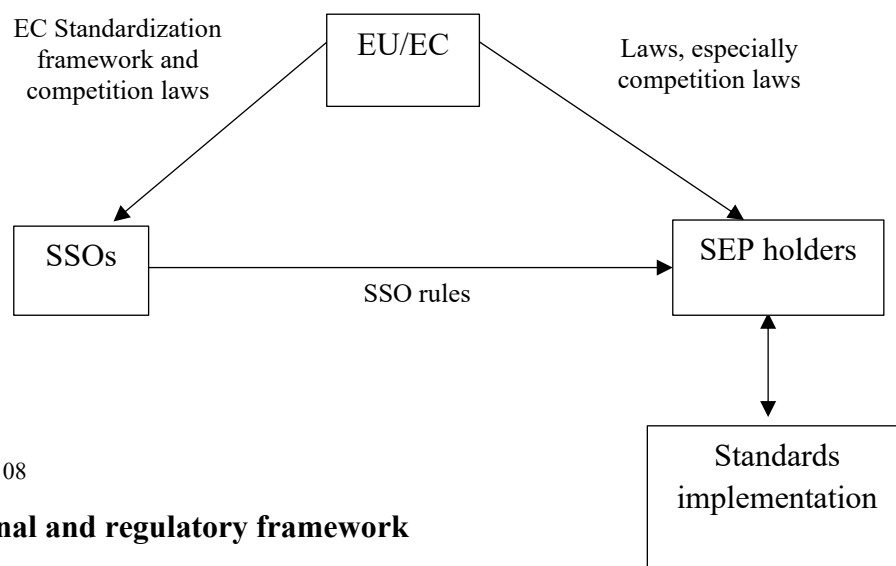 EC Standardization
framework and
competition laws
EU/EC
Laws, especially
competition laws
SSOs
SSO rules
SEP holders
Standards
implementation
08
nal and regulatory framework